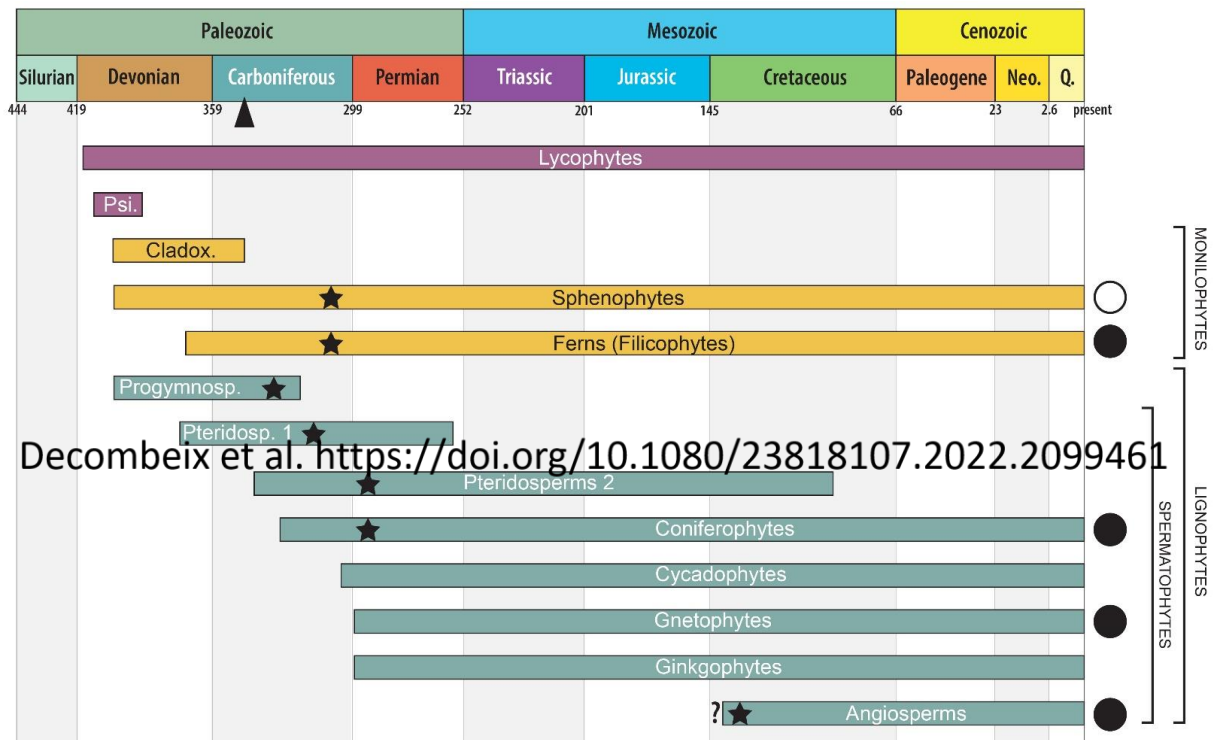 Paleozoic Mesozoic Cenozoic
Silurian Devonian Carboniferous Permian Triassic Jurassic Cretaceous Paleogene Neo. Q.
444 419 359 299 252 201 145 66 23 2.6 present
Lycophytes
Psi.
Cladox.
Sphenophytes
Ferns (Filicophytes)
MONILOPHYTES
Progymnosp.
Pteridosp. 1
Decombeix et al. https://doi.org/10.1080/23818107.2022.2099461
Pteridosperms 2
Coniferophytes
Cycadophytes
Gnetophytes
Ginkgophytes
? Angiosperms
SPERMATOPHYTES
LIGNOPHYTES